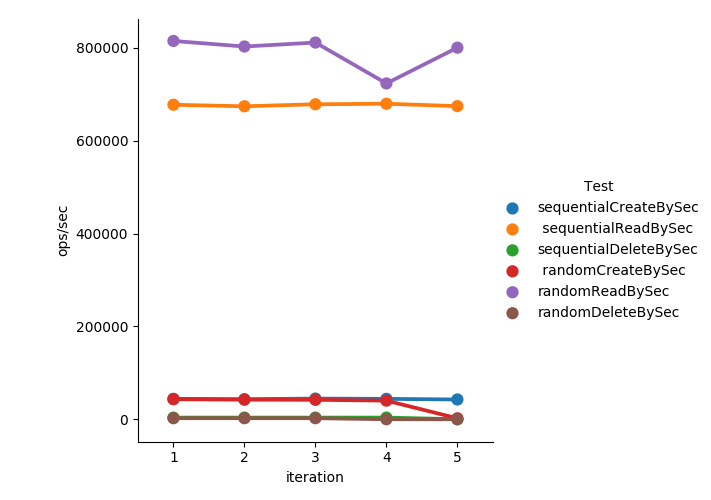 800000
600000
400000
200000
0
ops/sec
1 2 3 4 5
iteration
Test
sequentialCreateBySec
sequentialReadBySec
sequentialDeleteBySec
randomCreateBySec
randomReadBySec
randomDeleteBySec